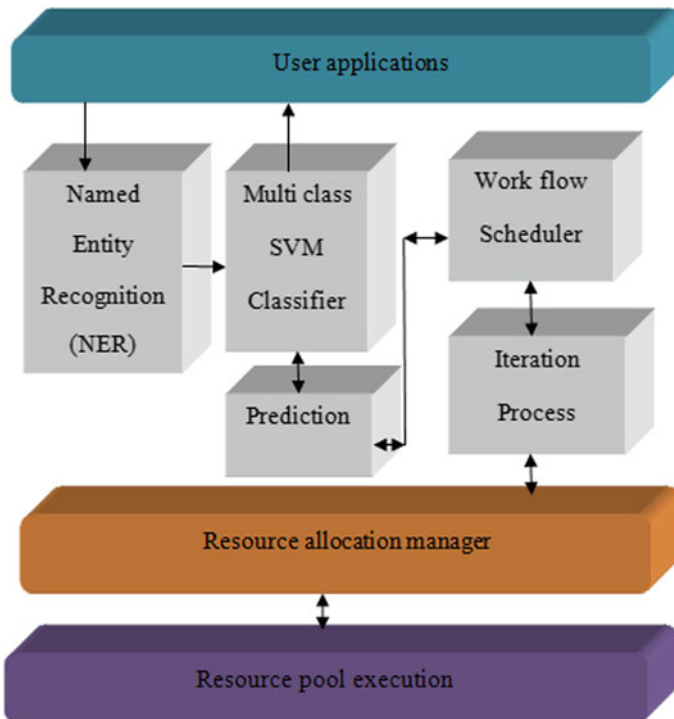 User applications
Named
Entity
Recognition
(NER)
Multi class
SVM
Classifier
Work flow
Scheduler
Prediction
Iteration
Process
Resource allocation manager
Resource pool execution